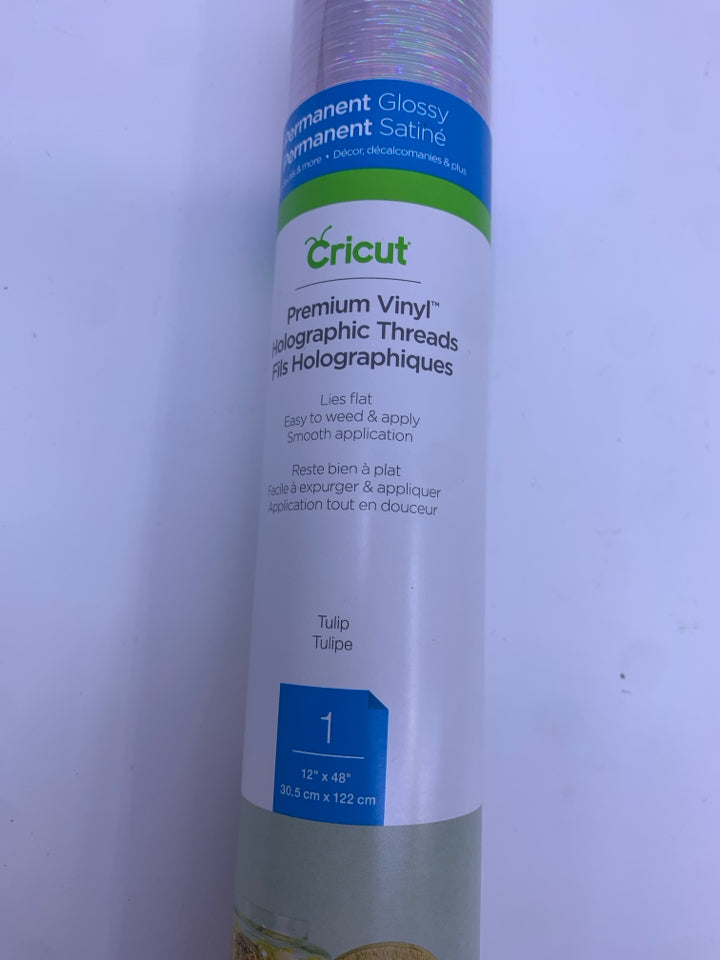 Permanent Glossy
Permanent Satiné
& more • Décor, décalcomanies & plus
Cricut
Premium Vinyl™
Holographic Threads
Fils Holographiques
Lies flat
Easy to weed & apply
Smooth application
Reste bien à plat
Facile à expurger & appliquer
Application tout en douceur
Tulip
Tulipe
1
12" x 48"
30.5 cm x 122 cm